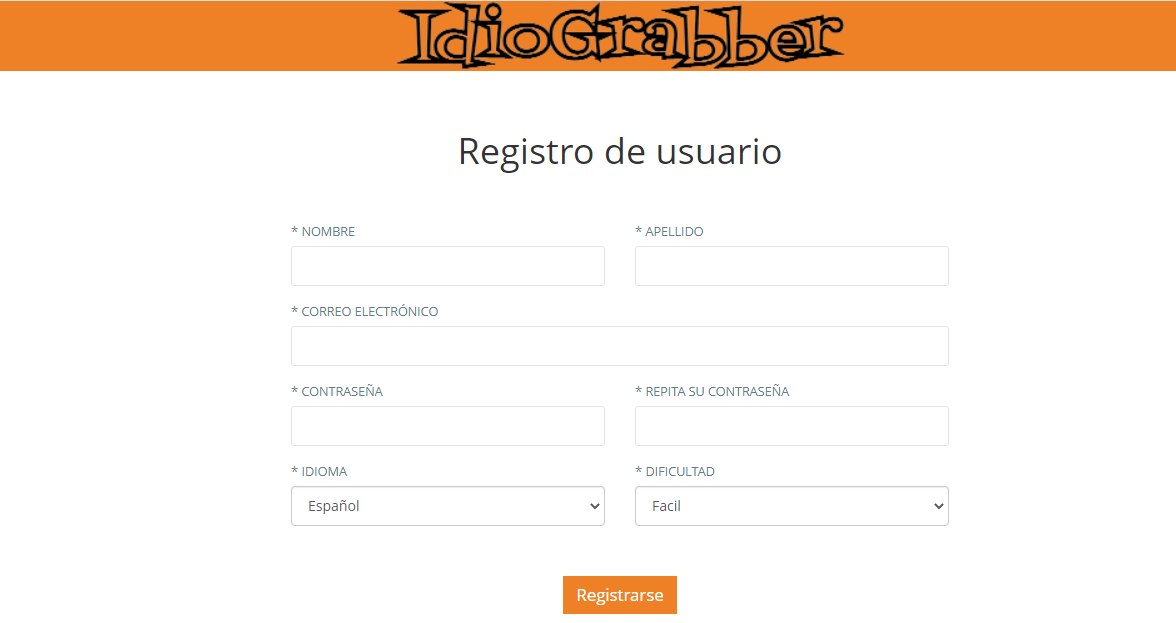 IdioGrabber
Registro de usuario
* NOMBRE
* APELLIDO
* CORREO ELECTRÓNICO
* CONTRASEÑA
* REPITA SU CONTRASEÑA
* IDIOMA
* DIFICULTAD
Español
Facil
Registrarse